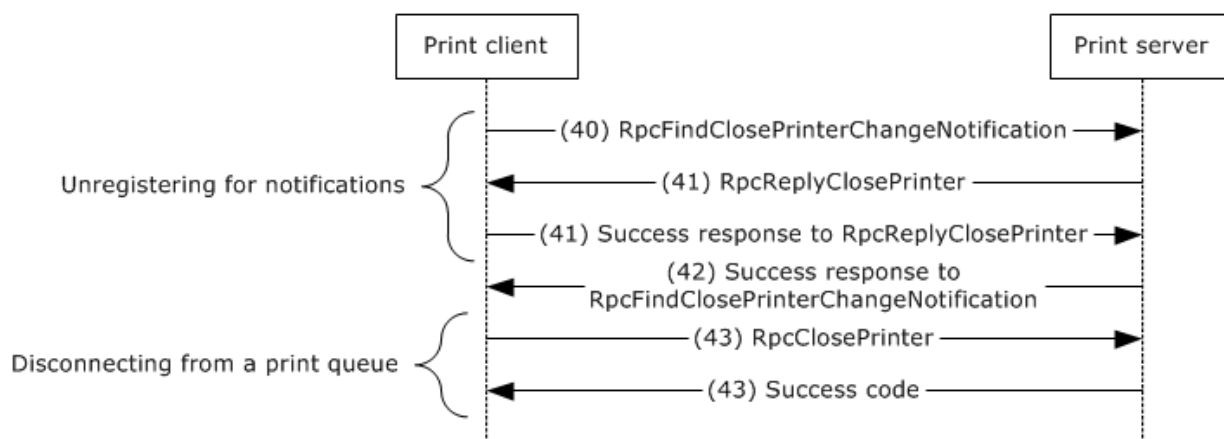 Print client
Print server
(40) RpcFindClosePrinterChangeNotification
Unregistering for notifications
(41) RpcReplyClosePrinter
(41) Success response to RpcReplyClosePrinter
(42) Success response to
RpcFindClosePrinterChangeNotification
(43) RpcClosePrinter
Disconnecting from a print queue
(43) Success code